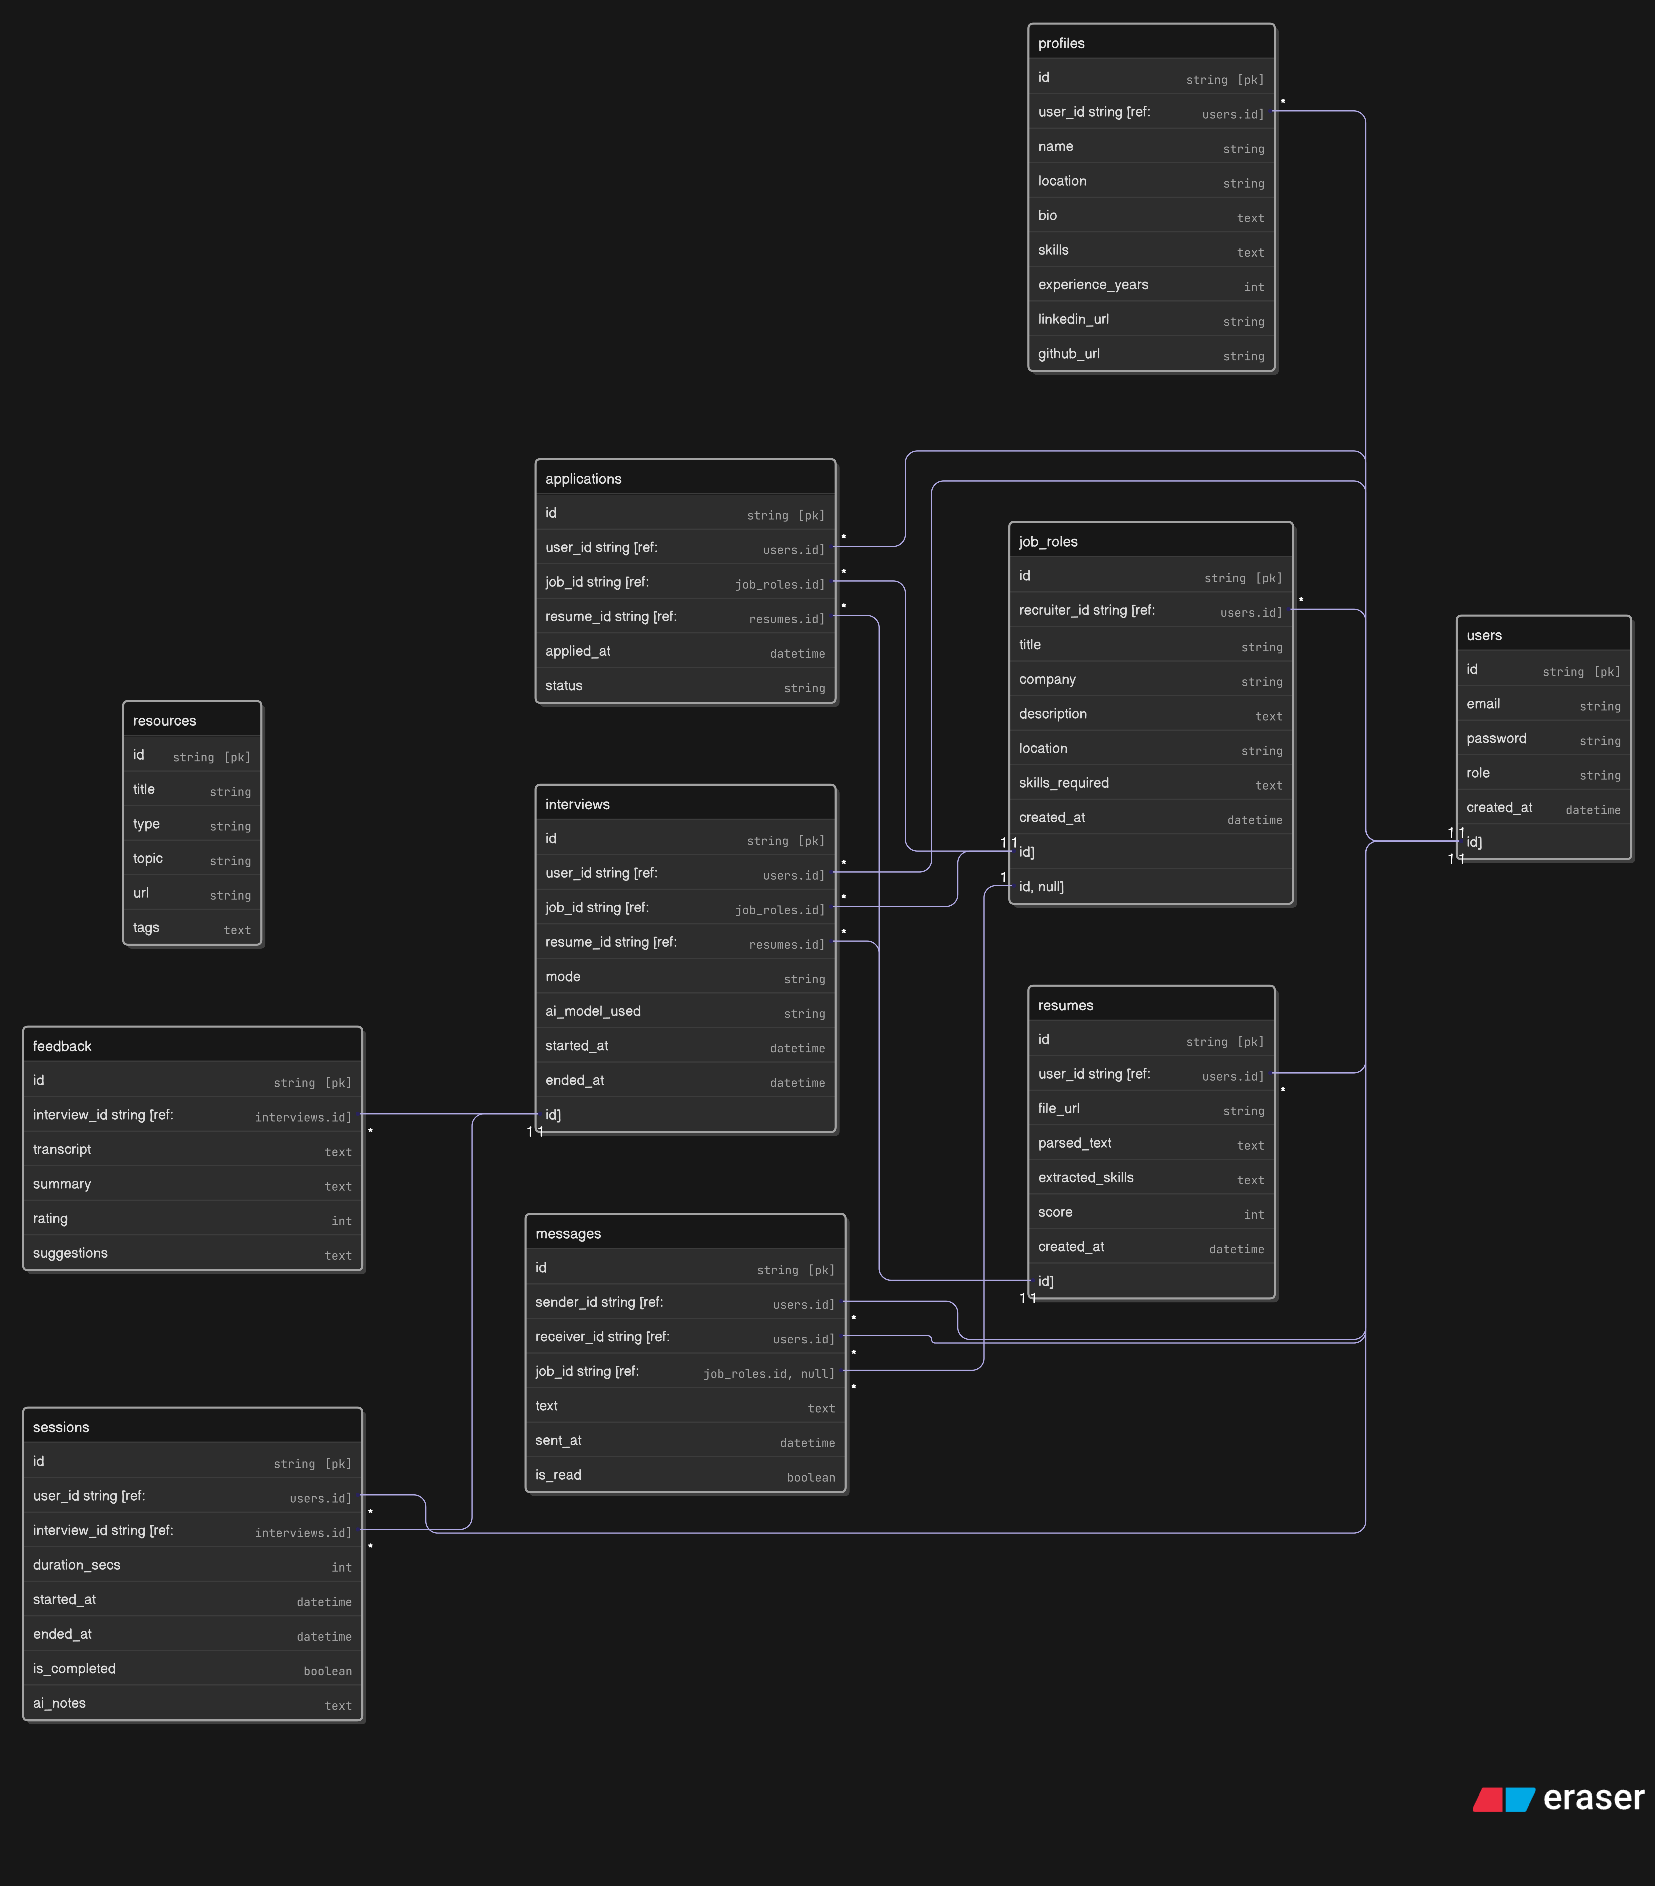 profiles
id string [pk]
user_id string [ref: users.id]
name string
location string
bio text
skills text
experience_years int
linkedin_url string
github_url string
*
applications
id string [pk]
user_id string [ref: users.id]
job_id string [ref: job_roles.id]
resume_id string [ref: resumes.id]
applied_at datetime
status string
*
*
*
job_roles
id string [pk]
recruiter_id string [ref: users.id]
title string
company string
description text
location string
skills_required text
created_at datetime
id]
id, null]
*
1 1
1
users
id string [pk]
email string
password string
role string
created_at datetime
id]
1 1
1 1
resources
id string [pk]
title string
type string
topic string
url string
tags text
interviews
id string [pk]
user_id string [ref: users.id]
job_id string [ref: job_roles.id]
resume_id string [ref: resumes.id]
mode string
ai_model_used string
started_at datetime
ended_at datetime
id]
*
*
*
1 1
resumes
id string [pk]
user_id string [ref: users.id]
file_url string
parsed_text text
extracted_skills text
score int
created_at datetime
id]
*
1 1
feedback
id string [pk]
interview_id string [ref: interviews.id]
transcript text
summary text
rating int
suggestions text
*
messages
id string [pk]
sender_id string [ref: users.id]
receiver_id string [ref: users.id]
job_id string [ref: job_roles.id, null]
text text
sent_at datetime
is_read boolean
*
*
*
sessions
id string [pk]
user_id string [ref: users.id]
interview_id string [ref: interviews.id]
duration_secs int
started_at datetime
ended_at datetime
is_completed boolean
ai_notes text
*
*
eraser